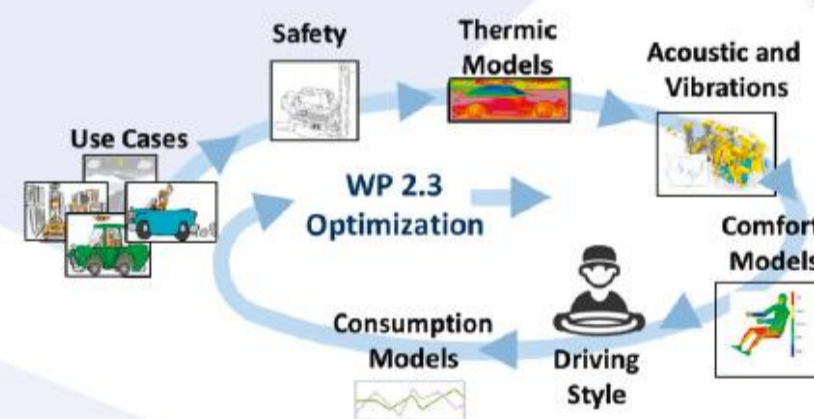 Safety
Thermic
Models
Acoustic and
Vibrations
Use Cases
WP 2.3
Optimization
Comfort
Models
Driving
Style
Consumption
Models